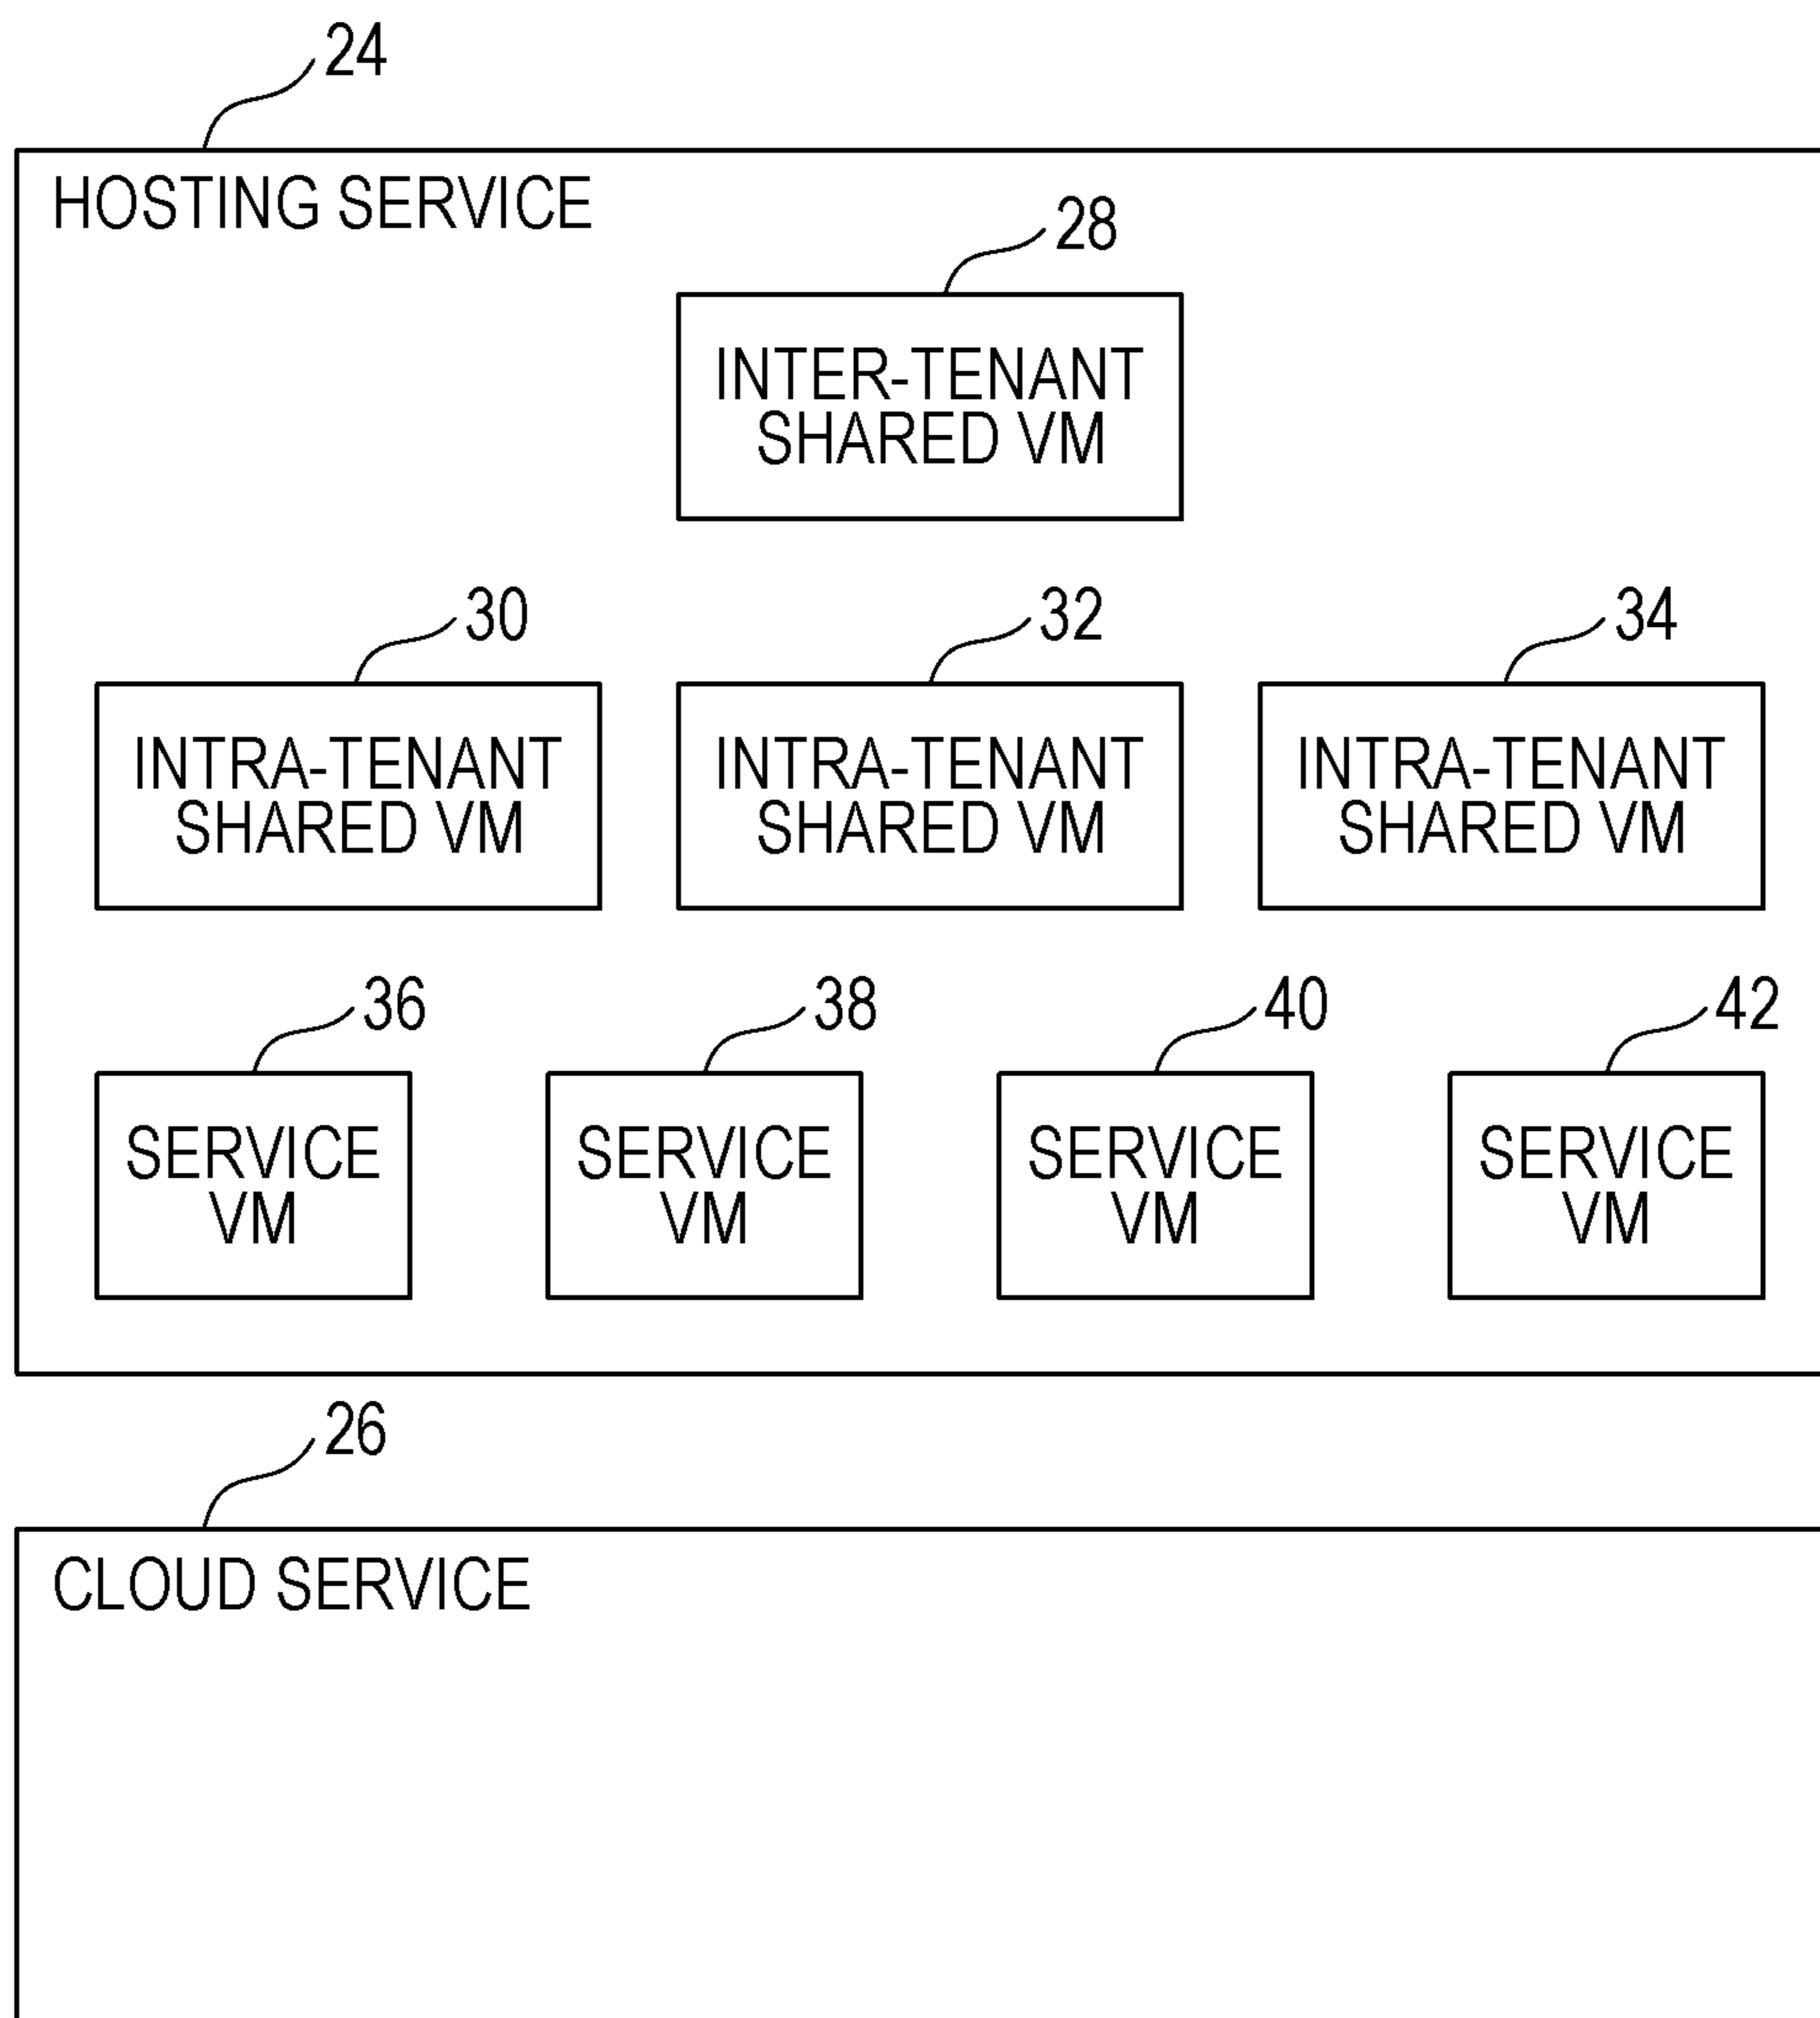 24
HOSTING SERVICE
28
INTER-TENANT
SHARED VM
30
32
34
INTRA-TENANT
SHARED VM
INTRA-TENANT
SHARED VM
INTRA-TENANT
SHARED VM
36
38
40
42
SERVICE
VM
SERVICE
VM
SERVICE
VM
SERVICE
VM
26
CLOUD SERVICE